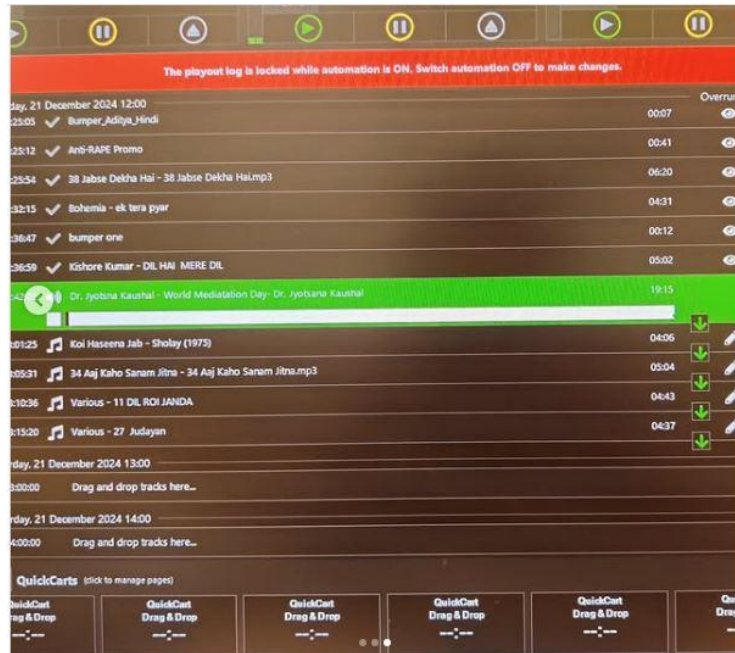 The playout log is locked while automation is ON. Switch automation OFF to make changes.
day, 21 December 2024 12:00
Overrun
:25:05 Bumper_Aditya_Hindi 00:07
:25:12 Anti-RAPE Promo 00:41
:25:54 38 Jabse Dekha Hai - 38 Jabse Dekha Hai.mp3 06:20
:32:15 Bohemia - ek tera pyar 04:31
:36:47 bumper one 00:12
:36:59 Kishore Kumar - DIL HAI MERE DIL 05:02
:42: Dr. Jyotsna Kaushal - World Mediatation Day- Dr. Jyotsana Kaushal 19:15
:01:25 Koi Haseena Jab - Sholay (1975) 04:06
:05:31 34 Aaj Kaho Sanam Jitna - 34 Aaj Kaho Sanam Jitna.mp3 05:04
:10:36 Various - 11 DIL ROI JANDA 04:43
:15:20 Various - 27 Judayan 04:37
rday, 21 December 2024 13:00
3:00:00 Drag and drop tracks here...
rday, 21 December 2024 14:00
4:00:00 Drag and drop tracks here...
QuickCarts (click to manage pages)
QuickCart QuickCart QuickCart QuickCart QuickCart Qu
rag & Drop Drag & Drop Drag & Drop Drag & Drop Drag & Drop Dra
--:-- --:-- --:-- --:-- --:--